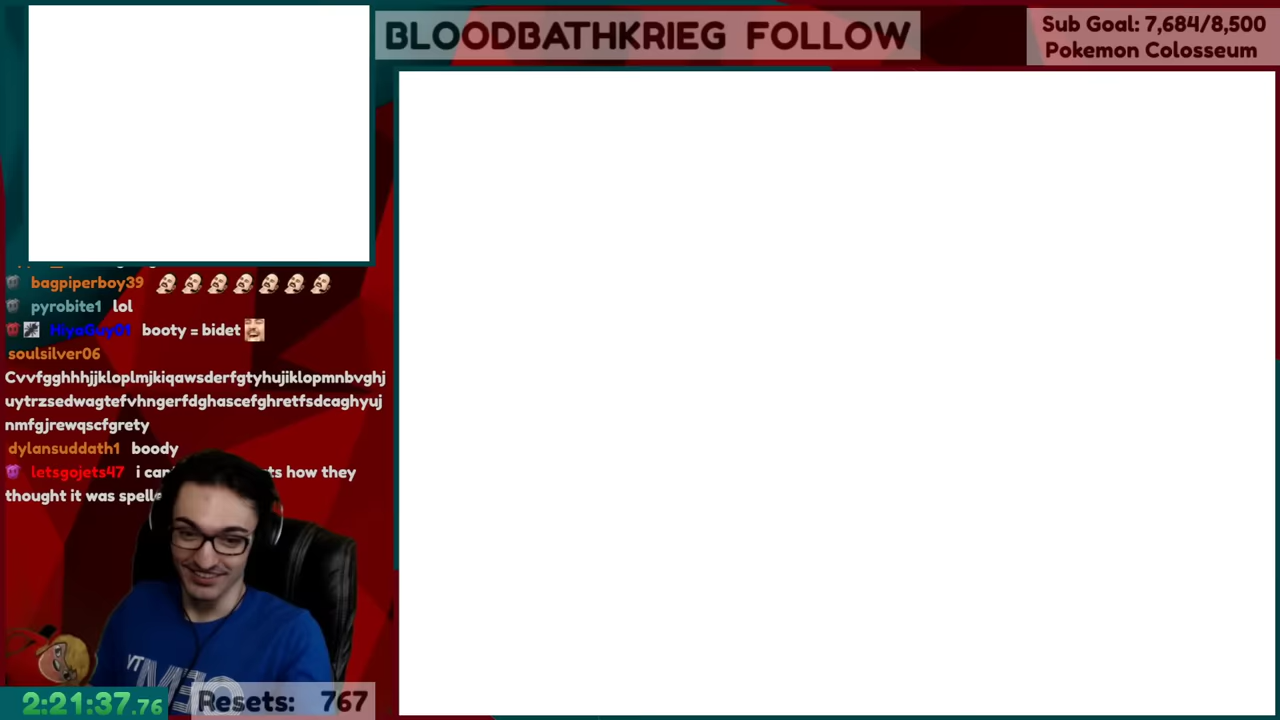 BLOODBATHKRIEG FOLLOW
Sub Goal: 7,684/8,500
Pokemon Colosseum
bagpiperboy39
pyrobite1 lol
HiyaGuy01 booty = bidet
soulsilver06
Cvvfgghhhjjkloplmjkiqawsderfgtyhujiklopmnbvghj
uytrzsedwagtefvhngerfdghascefghretfsdcaghyuj
nmfgjrewqscfgrety
dylansuddath1 boody
letsgojets47 i can ts how they
thought it was spell
2:21:37.76
Resets: 767